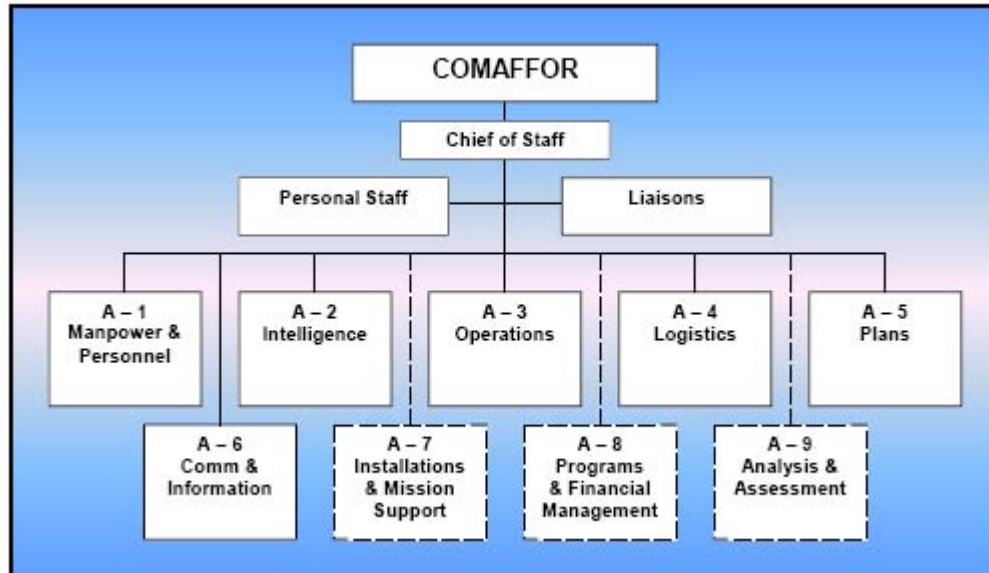 COMAFFOR
Chief of Staff
Personal Staff
Liaisons
A – 1
Manpower &
Personnel
A – 2
Intelligence
A – 3
Operations
A – 4
Logistics
A – 5
Plans
A – 6
Comm &
Information
A – 7
Installations
& Mission
Support
A – 8
Programs
& Financial
Management
A – 9
Analysis &
Assessment